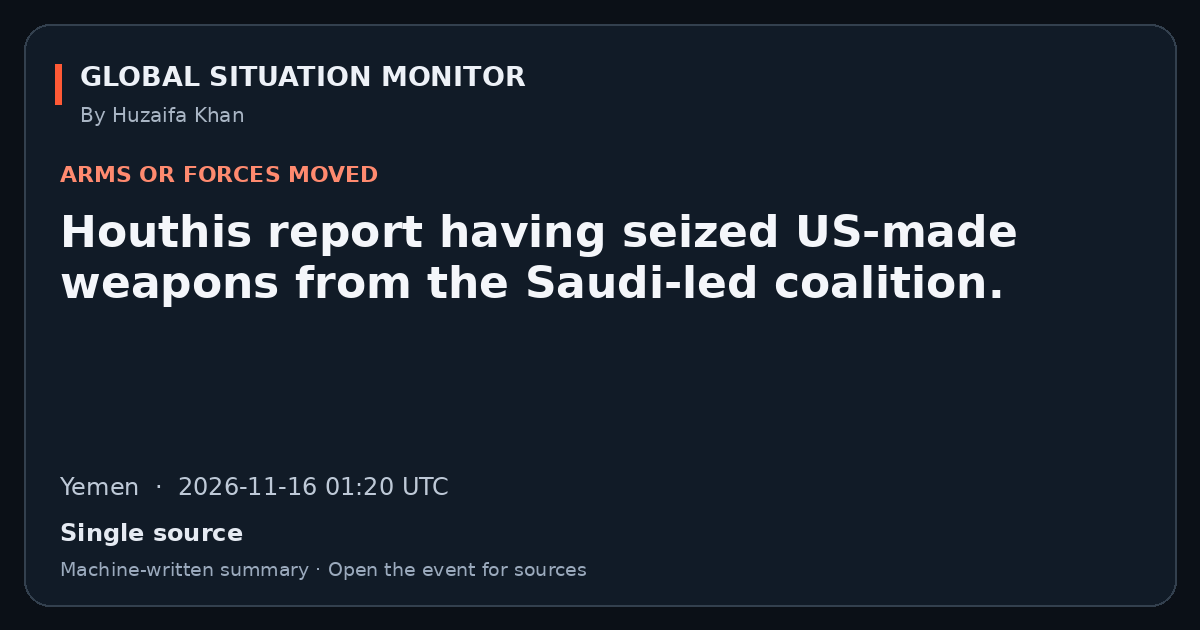 GLOBAL SITUATION MONITOR
By Huzaifa Khan
ARMS OR FORCES MOVED
Houthis report having seized US-made
weapons from the Saudi-led coalition.
Yemen · 2026-11-16 01:20 UTC
Single source
Machine-written summary · Open the event for sources